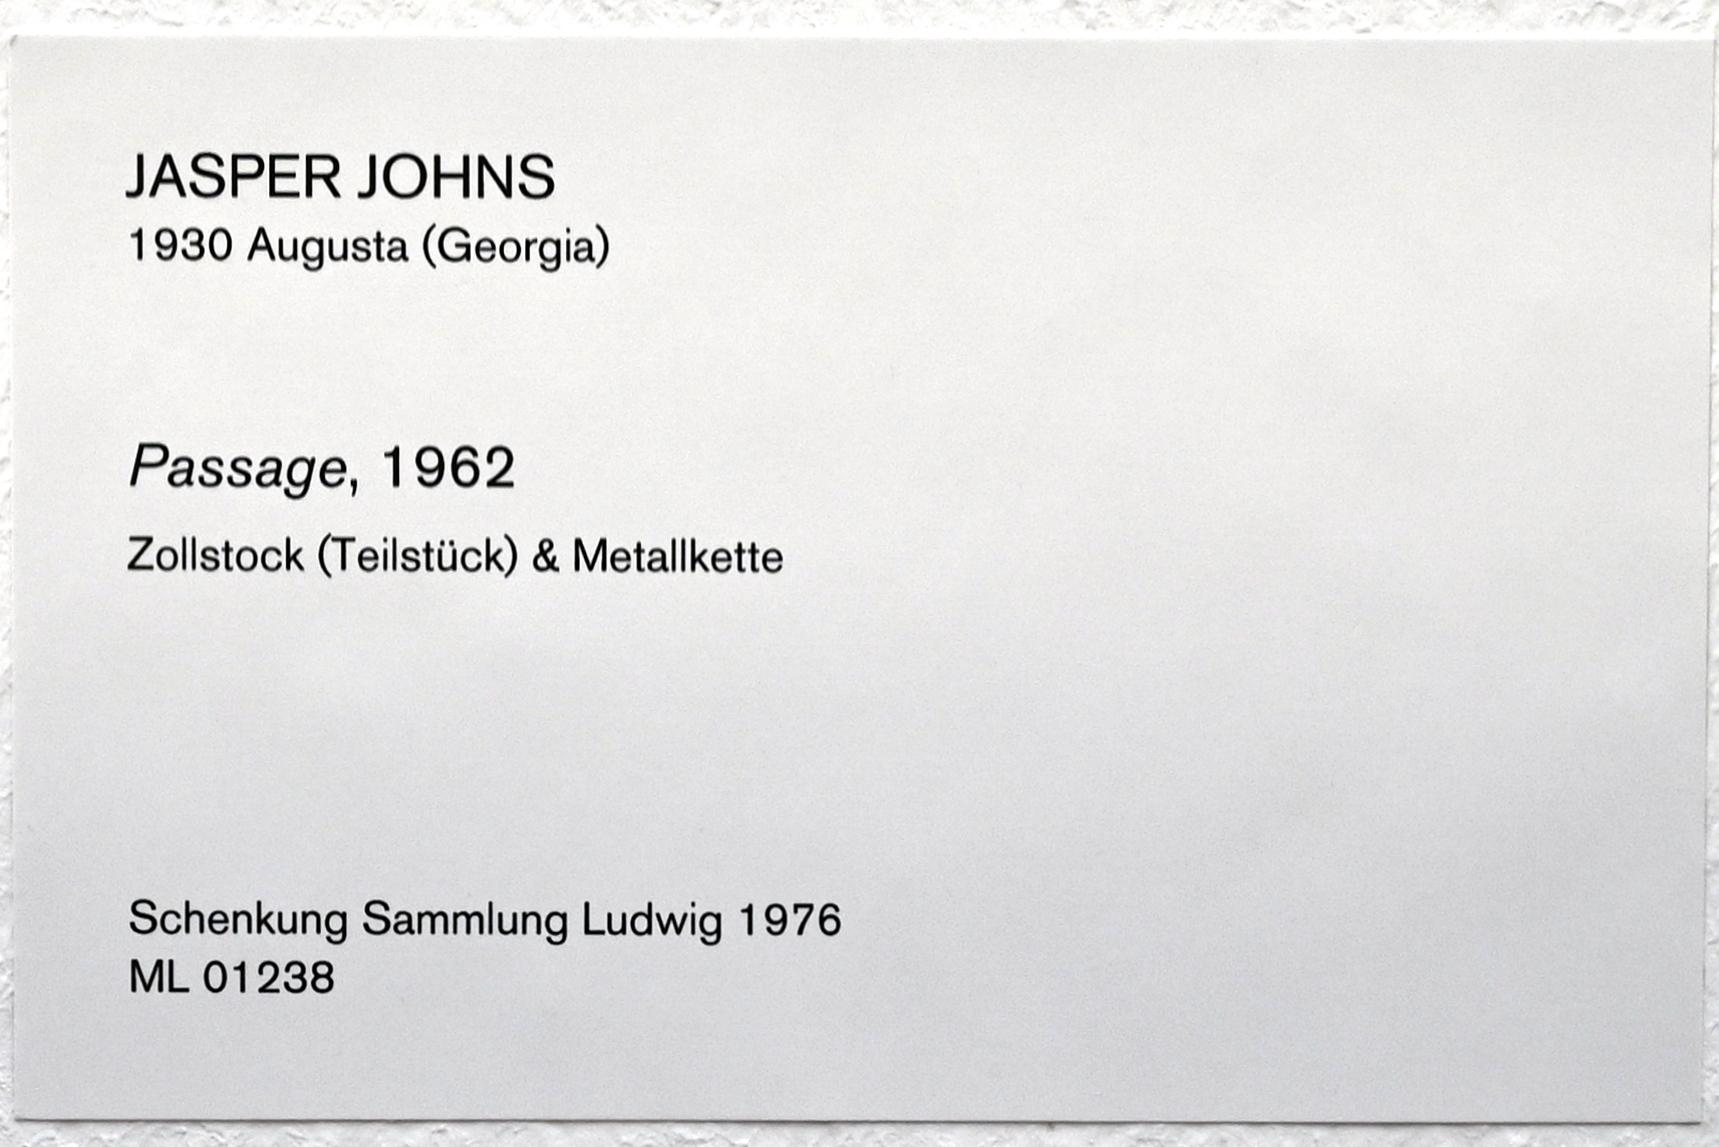 JASPER JOHNS
1930 Augusta (Georgia)
Passage, 1962
Zollstock (Teilstück) & Metallkette
Schenkung Sammlung Ludwig 1976
ML 01238